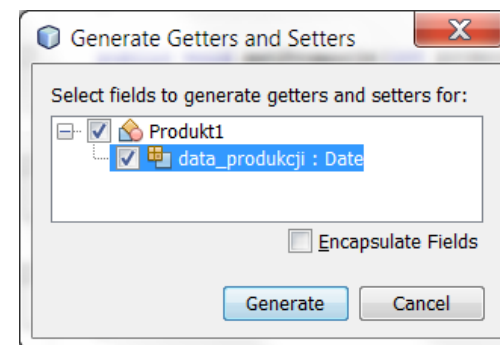 Generate Getters and Setters
Select fields to generate getters and setters for:
Produkt1
data_produkcji : Date
Encapsulate Fields
Generate Cancel